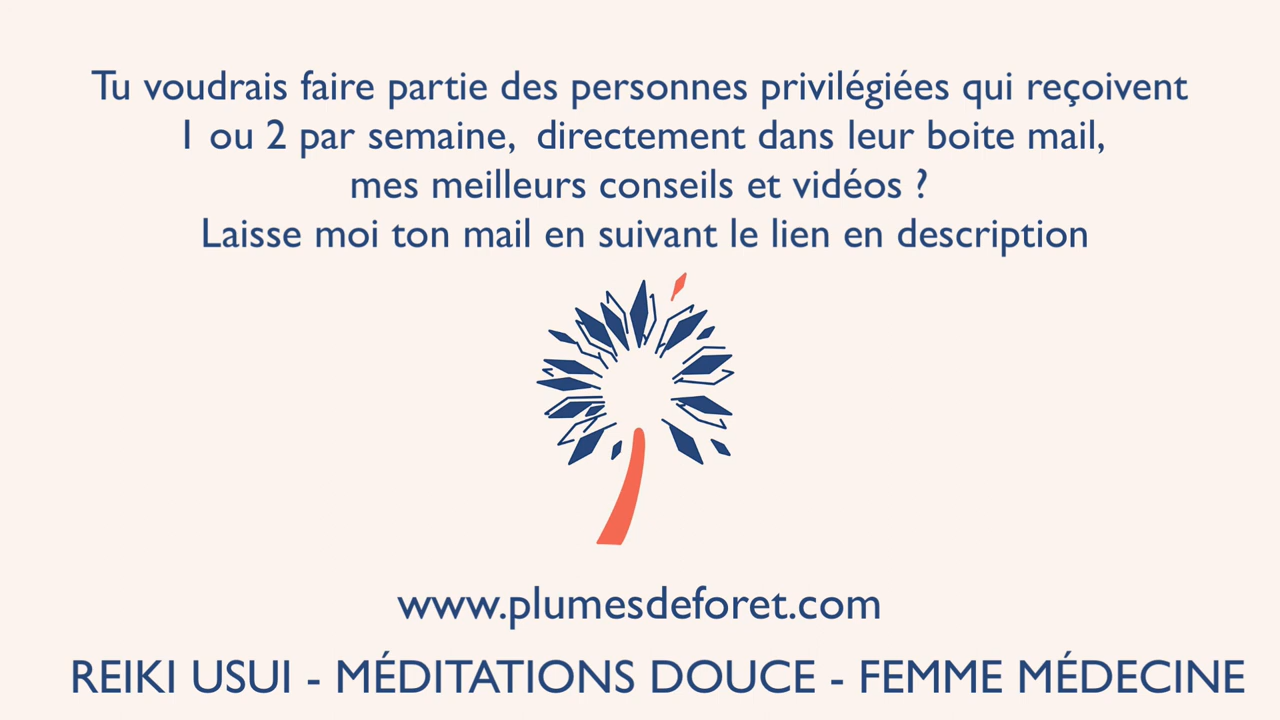 Tu voudrais faire partie des personnes privilégiées qui reçoivent
1 ou 2 par semaine, directement dans leur boite mail,
mes meilleurs conseils et vidéos ?
Laisse moi ton mail en suivant le lien en description
www.plumesdeforet.com
REIKI USUI - MÉDITATIONS DOUCE - FEMME MÉDECINE